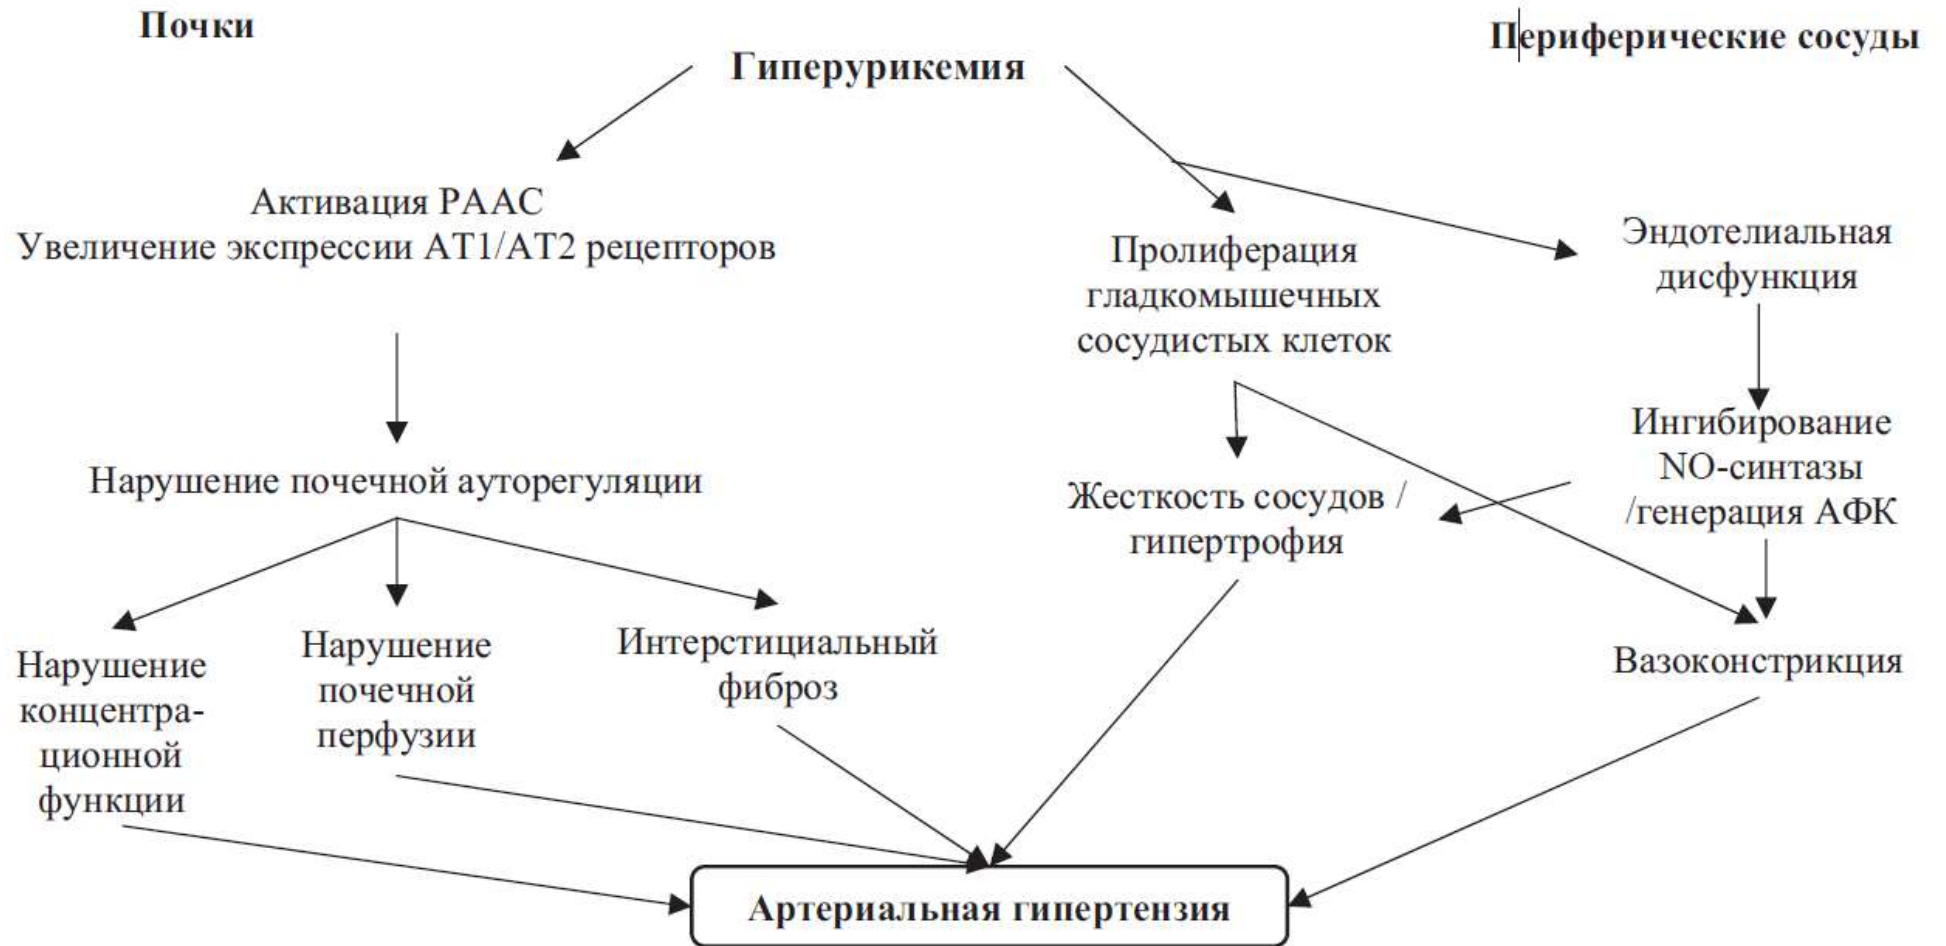 Почки
Периферические сосуды
Гиперурикемия
Активация РААС
Увеличение экспрессии АТ1/АТ2 рецепторов
Пролиферация
гладкомышечных
сосудистых клеток
Эндотелиальная
дисфункция
Нарушение почечной ауторегуляции
Жесткость сосудов /
гипертрофия
Ингибирование
NO-синтазы
/генерация АФК
Нарушение
концентра-
ционной
функции
Нарушение
почечной
перфузии
Интерстициальный
фиброз
Вазоконстрикция
Артериальная гипертензия